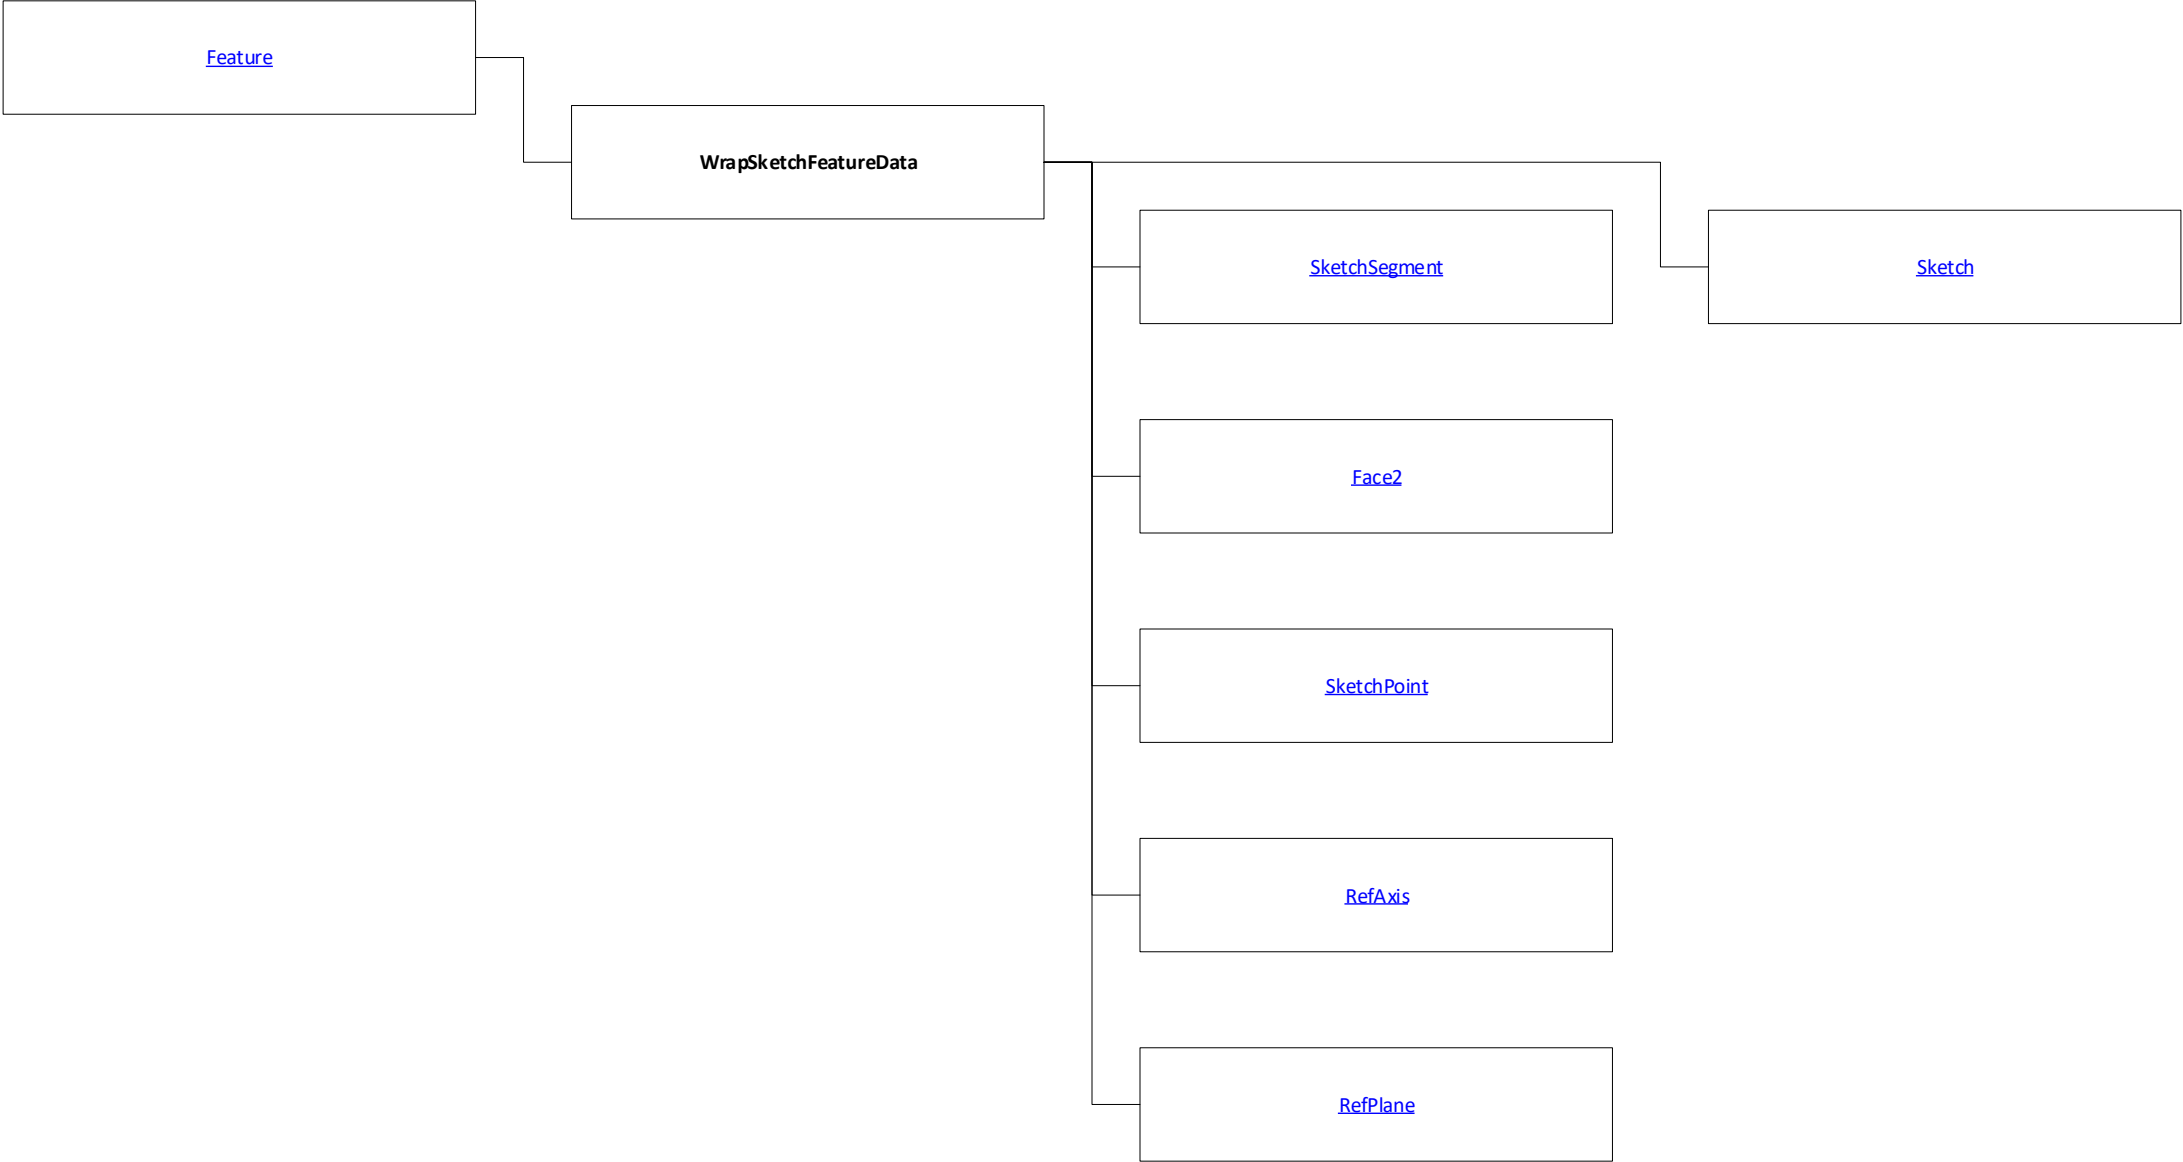 Feature
WrapSketchFeatureData
SketchSegment
Sketch
Face2
SketchPoint
RefAxis
RefPlane